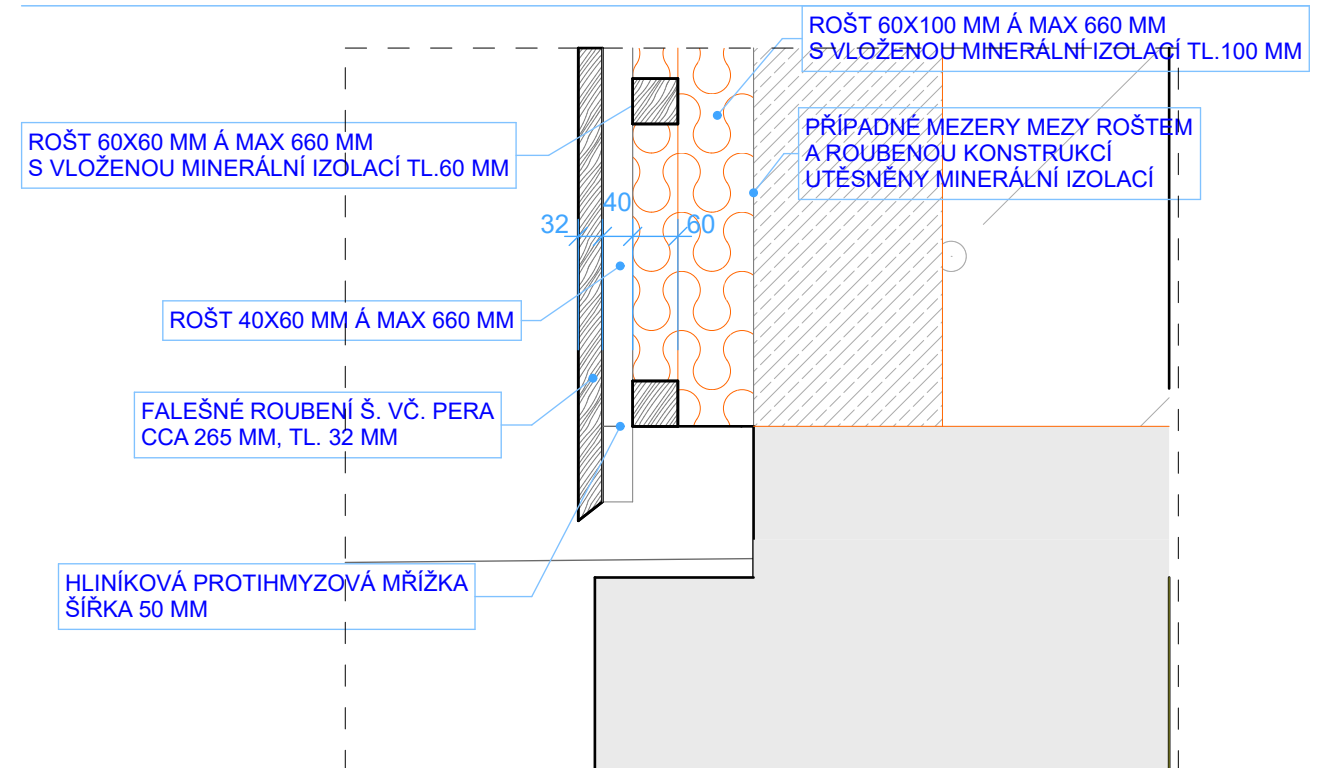 ROŠT 60X100 MM Á MAX 660 MM
S VLOŽENOU MINERÁLNÍ IZOLACÍ TL.100 MM
PŘÍPADNÉ MEZERY MEZY ROŠTEM
A ROUBENOU KONSTRUKCÍ
UTĚSNĚNY MINERÁLNÍ IZOLACÍ
ROŠT 60X60 MM Á MAX 660 MM
S VLOŽENOU MINERÁLNÍ IZOLACÍ TL.60 MM
32
40
60
ROŠT 40X60 MM Á MAX 660 MM
FALEŠNÉ ROUBENÍ Š. VČ. PERA
CCA 265 MM, TL. 32 MM
HLINÍKOVÁ PROTIHMYZOVÁ MŘÍŽKA
ŠÍŘKA 50 MM